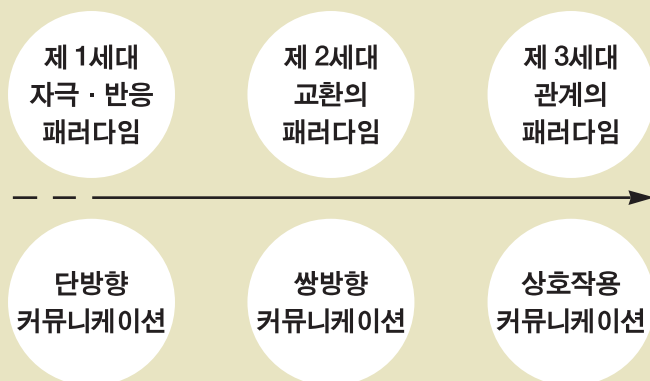 제 1세대
자극 · 반응
패러다임
제 2세대
교환의
패러다임
제 3세대
관계의
패러다임
단방향
커뮤니케이션
쌍방향
커뮤니케이션
상호작용
커뮤니케이션